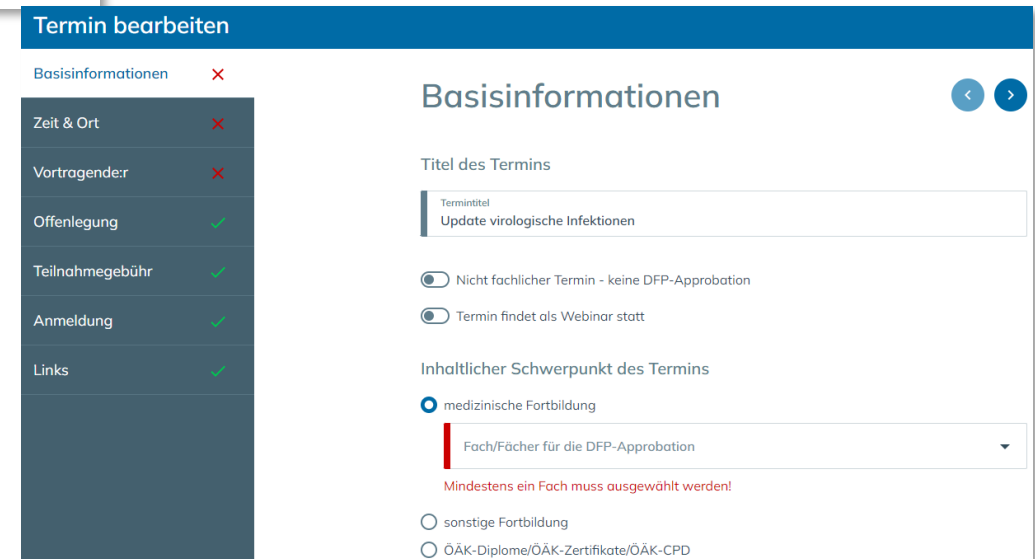 Termin bearbeiten
Basisinformationen
Zeit & Ort
Vortragende:r
Offenlegung
Teilnahmegebühr
Anmeldung
Links
Basisinformationen
Titel des Termins
Termintitel
Update virologische Infektionen
Nicht fachlicher Termin - keine DFP-Approbation
Termin findet als Webinar statt
Inhaltlicher Schwerpunkt des Termins
medizinische Fortbildung
Fach/Fächer für die DFP-Approbation
Mindestens ein Fach muss ausgewählt werden!
sonstige Fortbildung
ÖÄK-Diplome/ÖÄK-Zertifikate/ÖÄK-CPD